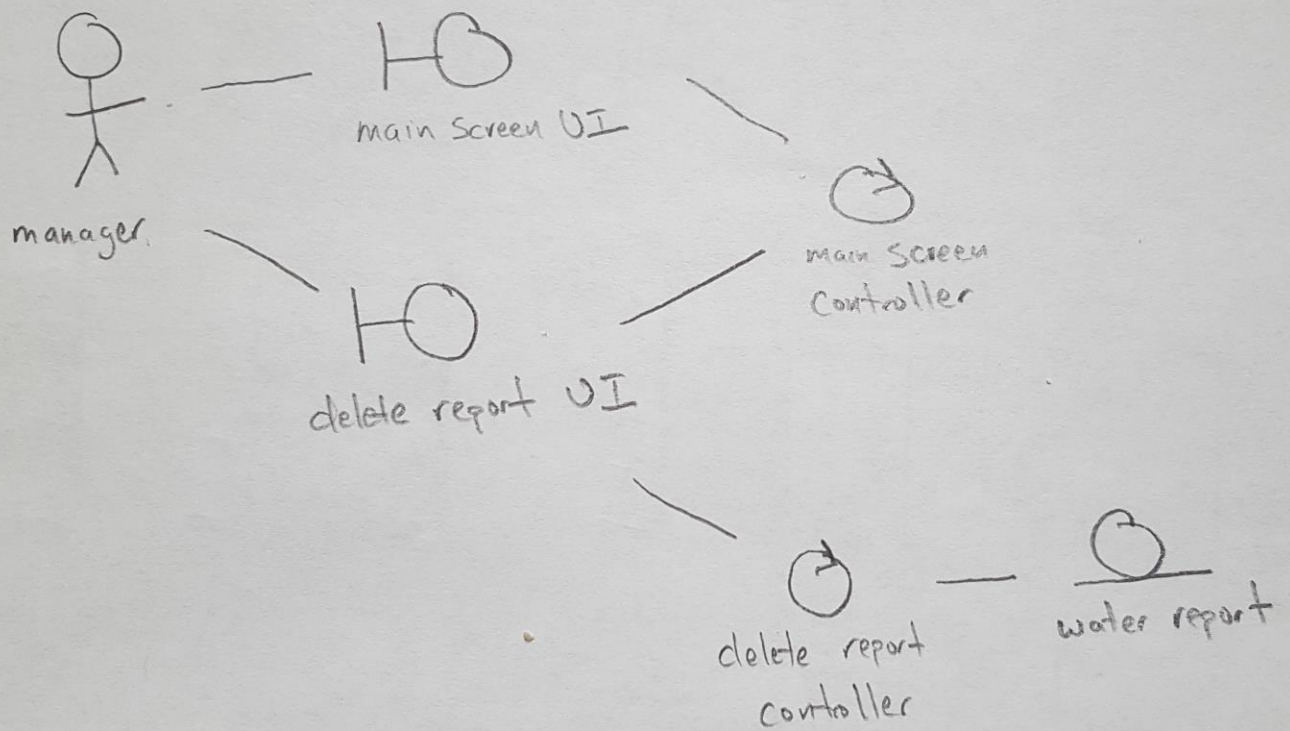 main screen UI
manager
main screen
controller
delete report UI
water report
delete report
controller